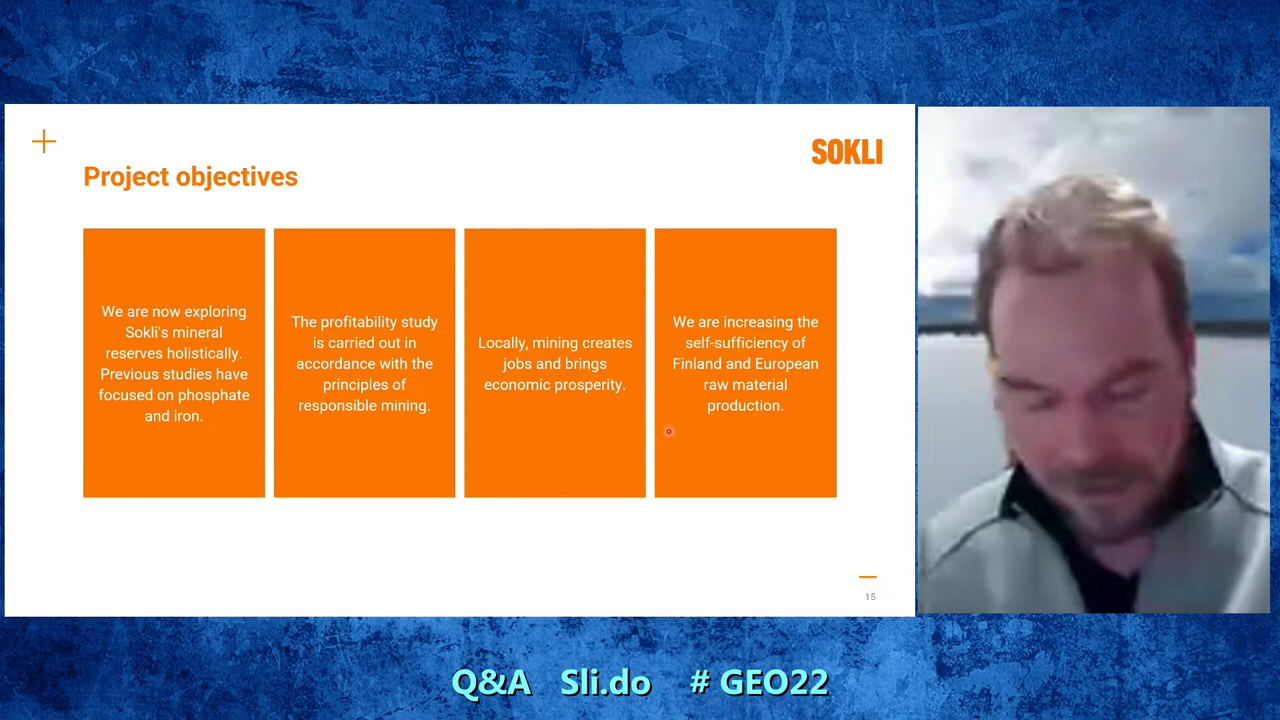 SOKLI
Project objectives
We are now exploring
Sokli's mineral
reserves holistically.
Previous studies have
focused on phosphate
and iron.
The profitability study
is carried out in
accordance with the
principles of
responsible mining.
Locally, mining creates
jobs and brings
economic prosperity.
We are increasing the
self-sufficiency of
Finland and European
raw material
production.
15
Q&A Sli.do # GEO22